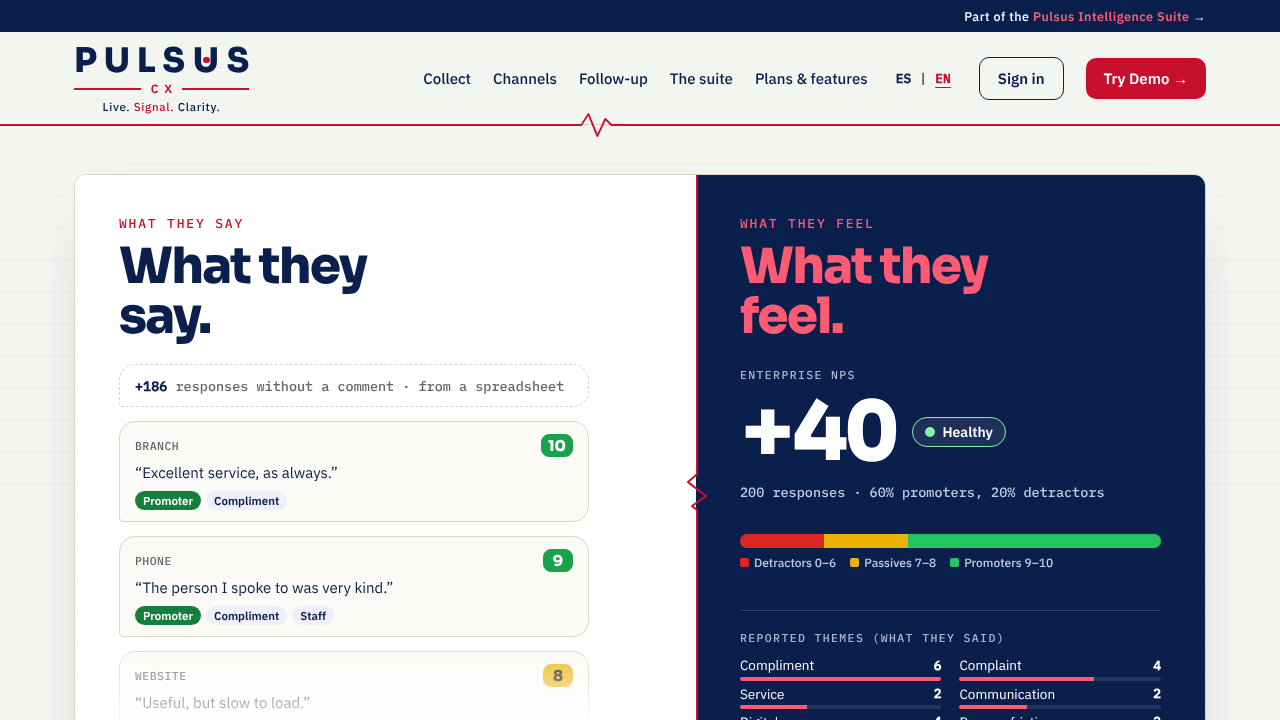 Part of the Pulsus Intelligence Suite →
PULSUS
CX
Live. Signal. Clarity.
Collect Channels Follow-up The suite Plans & features ES | EN Sign in Try Demo →
WHAT THEY SAY
What they
say.
+186 responses without a comment · from a spreadsheet
BRANCH 10
“Excellent service, as always.”
Promoter Compliment
PHONE 9
“The person I spoke to was very kind.”
Promoter Compliment Staff
WEBSITE 8
“Useful, but slow to load.”
WHAT THEY FEEL
What they
feel.
ENTERPRISE NPS
+40 Healthy
200 responses · 60% promoters, 20% detractors
Detractors 0–6 Passives 7–8 Promoters 9–10
REPORTED THEMES (WHAT THEY SAID)
Compliment 6 Complaint 4
Service 2 Communication 2